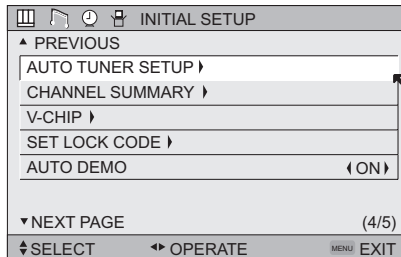 INITIAL SETUP
PREVIOUS
AUTO TUNER SETUP
CHANNEL SUMMARY
V-CHIP
SET LOCK CODE
AUTO DEMO ON
NEXT PAGE (4/5)
SELECT OPERATE MENU EXIT